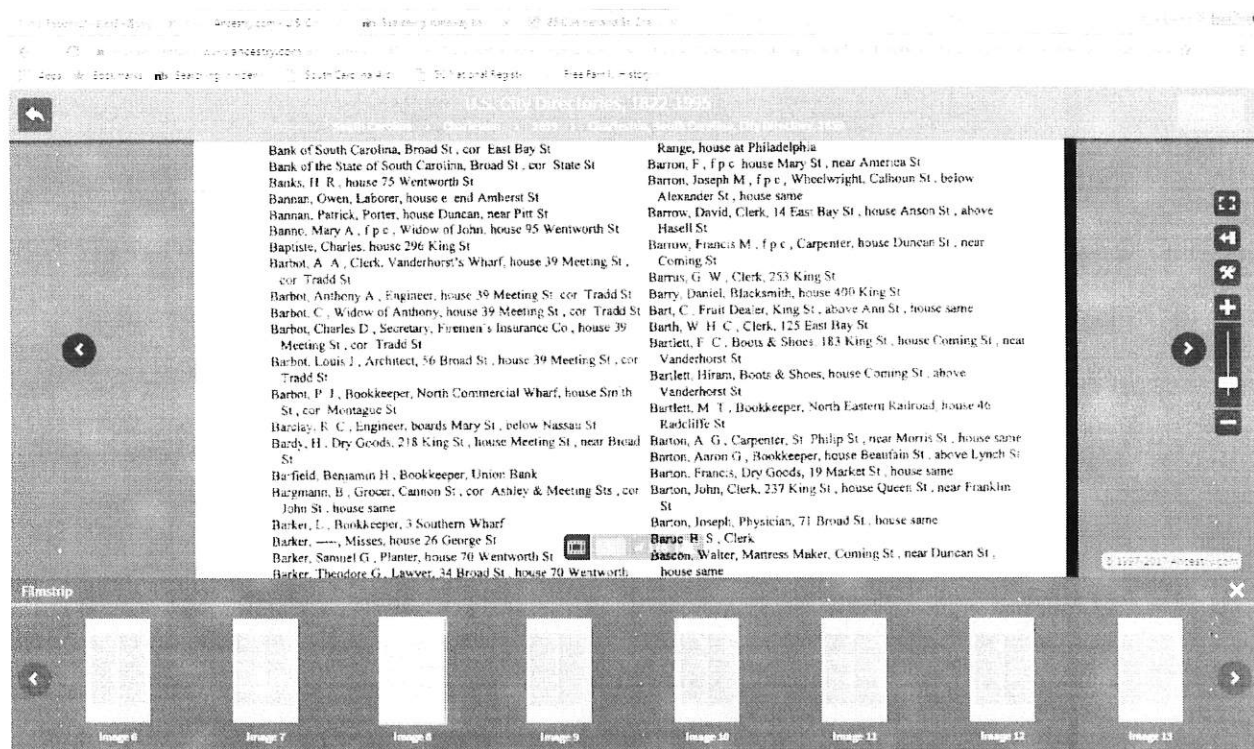 Ancestry.com
www.ancestry.com
Apps
Bookmarks
Free Family History
U.S. City Directories, 1822-1995
Bank of South Carolina, Broad St , cor East Bay St
Bank of the State of South Carolina, Broad St , cor State St
Banks, H R , house 75 Wentworth St
Bannan, Owen, Laborer, house e end Amherst St
Bannan, Patrick, Porter, house Duncan, near Pitt St
Banno, Mary A , f p c , Widow of John, house 95 Wentworth St
Baptiste, Charles, house 296 King St
Barbot, A A , Clerk, Vanderhorst's Wharf, house 39 Meeting St ,
cor Tradd St
Barbot, Anthony A , Engineer, house 39 Meeting St cor Tradd St
Barbot, C , Widow of Anthony, house 39 Meeting St , cor Tradd St
Barbot, Charles D , Secretary, Firemen's Insurance Co , house 39
Meeting St , cor Tradd St
Barbot, Louis J , Architect, 56 Broad St , house 39 Meeting St , cor
Tradd St
Barbot, P J , Bookkeeper, North Commercial Wharf, house Smith
St , cor Montague St
Barclay, R C , Engineer, boards Mary St , below Nassau St
Bardy, H , Dry Goods, 218 King St , house Meeting St , near Broad
St
Barfield, Benjamin H , Bookkeeper, Union Bank
Bargmann, B , Grocer, Cannon St , cor Ashley & Meeting Sts , cor
John St , house same
Barker, L , Bookkeeper, 3 Southern Wharf
Barker, ----, Misses, house 26 George St
Barker, Samuel G , Planter, house 70 Wentworth St
Barker, Theodore G , Lawyer, 34 Broad St , house 70 Wentworth
Range, house at Philadelphia
Barron, F , f p c house Mary St , near America St
Barron, Joseph M , f p c , Wheelwright, Calhoun St , below
Alexander St , house same
Barrow, David, Clerk, 14 East Bay St , house Anson St , above
Hasell St
Barrow, Francis M , f p c , Carpenter, house Duncan St , near
Coming St
Barrus, G W , Clerk, 253 King St
Barry, Daniel, Blacksmith, house 400 King St
Bart, C , Fruit Dealer, King St , above Ann St , house same
Barth, W H C , Clerk, 125 East Bay St
Bartlett, F C , Boots & Shoes, 183 King St , house Coming St , near
Vanderhorst St
Bartlett, Hiram, Boots & Shoes, house Coming St , above
Vanderhorst St
Bartlett, M T , Bookkeeper, North Eastern Railroad, house 46
Radcliffe St
Barton, A G , Carpenter, St Philip St , near Morris St , house same
Barton, Aaron G , Bookkeeper, house Beaufain St , above Lynch St
Barton, Francis, Dry Goods, 19 Market St , house same
Barton, John, Clerk, 237 King St , house Queen St , near Franklin
St
Barton, Joseph, Physician, 71 Broad St , house same
Baruc B S , Clerk
Bascon, Walter, Mattress Maker, Coming St , near Duncan St ,
house same
© 1997-2017 Ancestry.com
Filmstrip
Image 6
Image 7
Image 8
Image 9
Image 10
Image 11
Image 12
Image 13